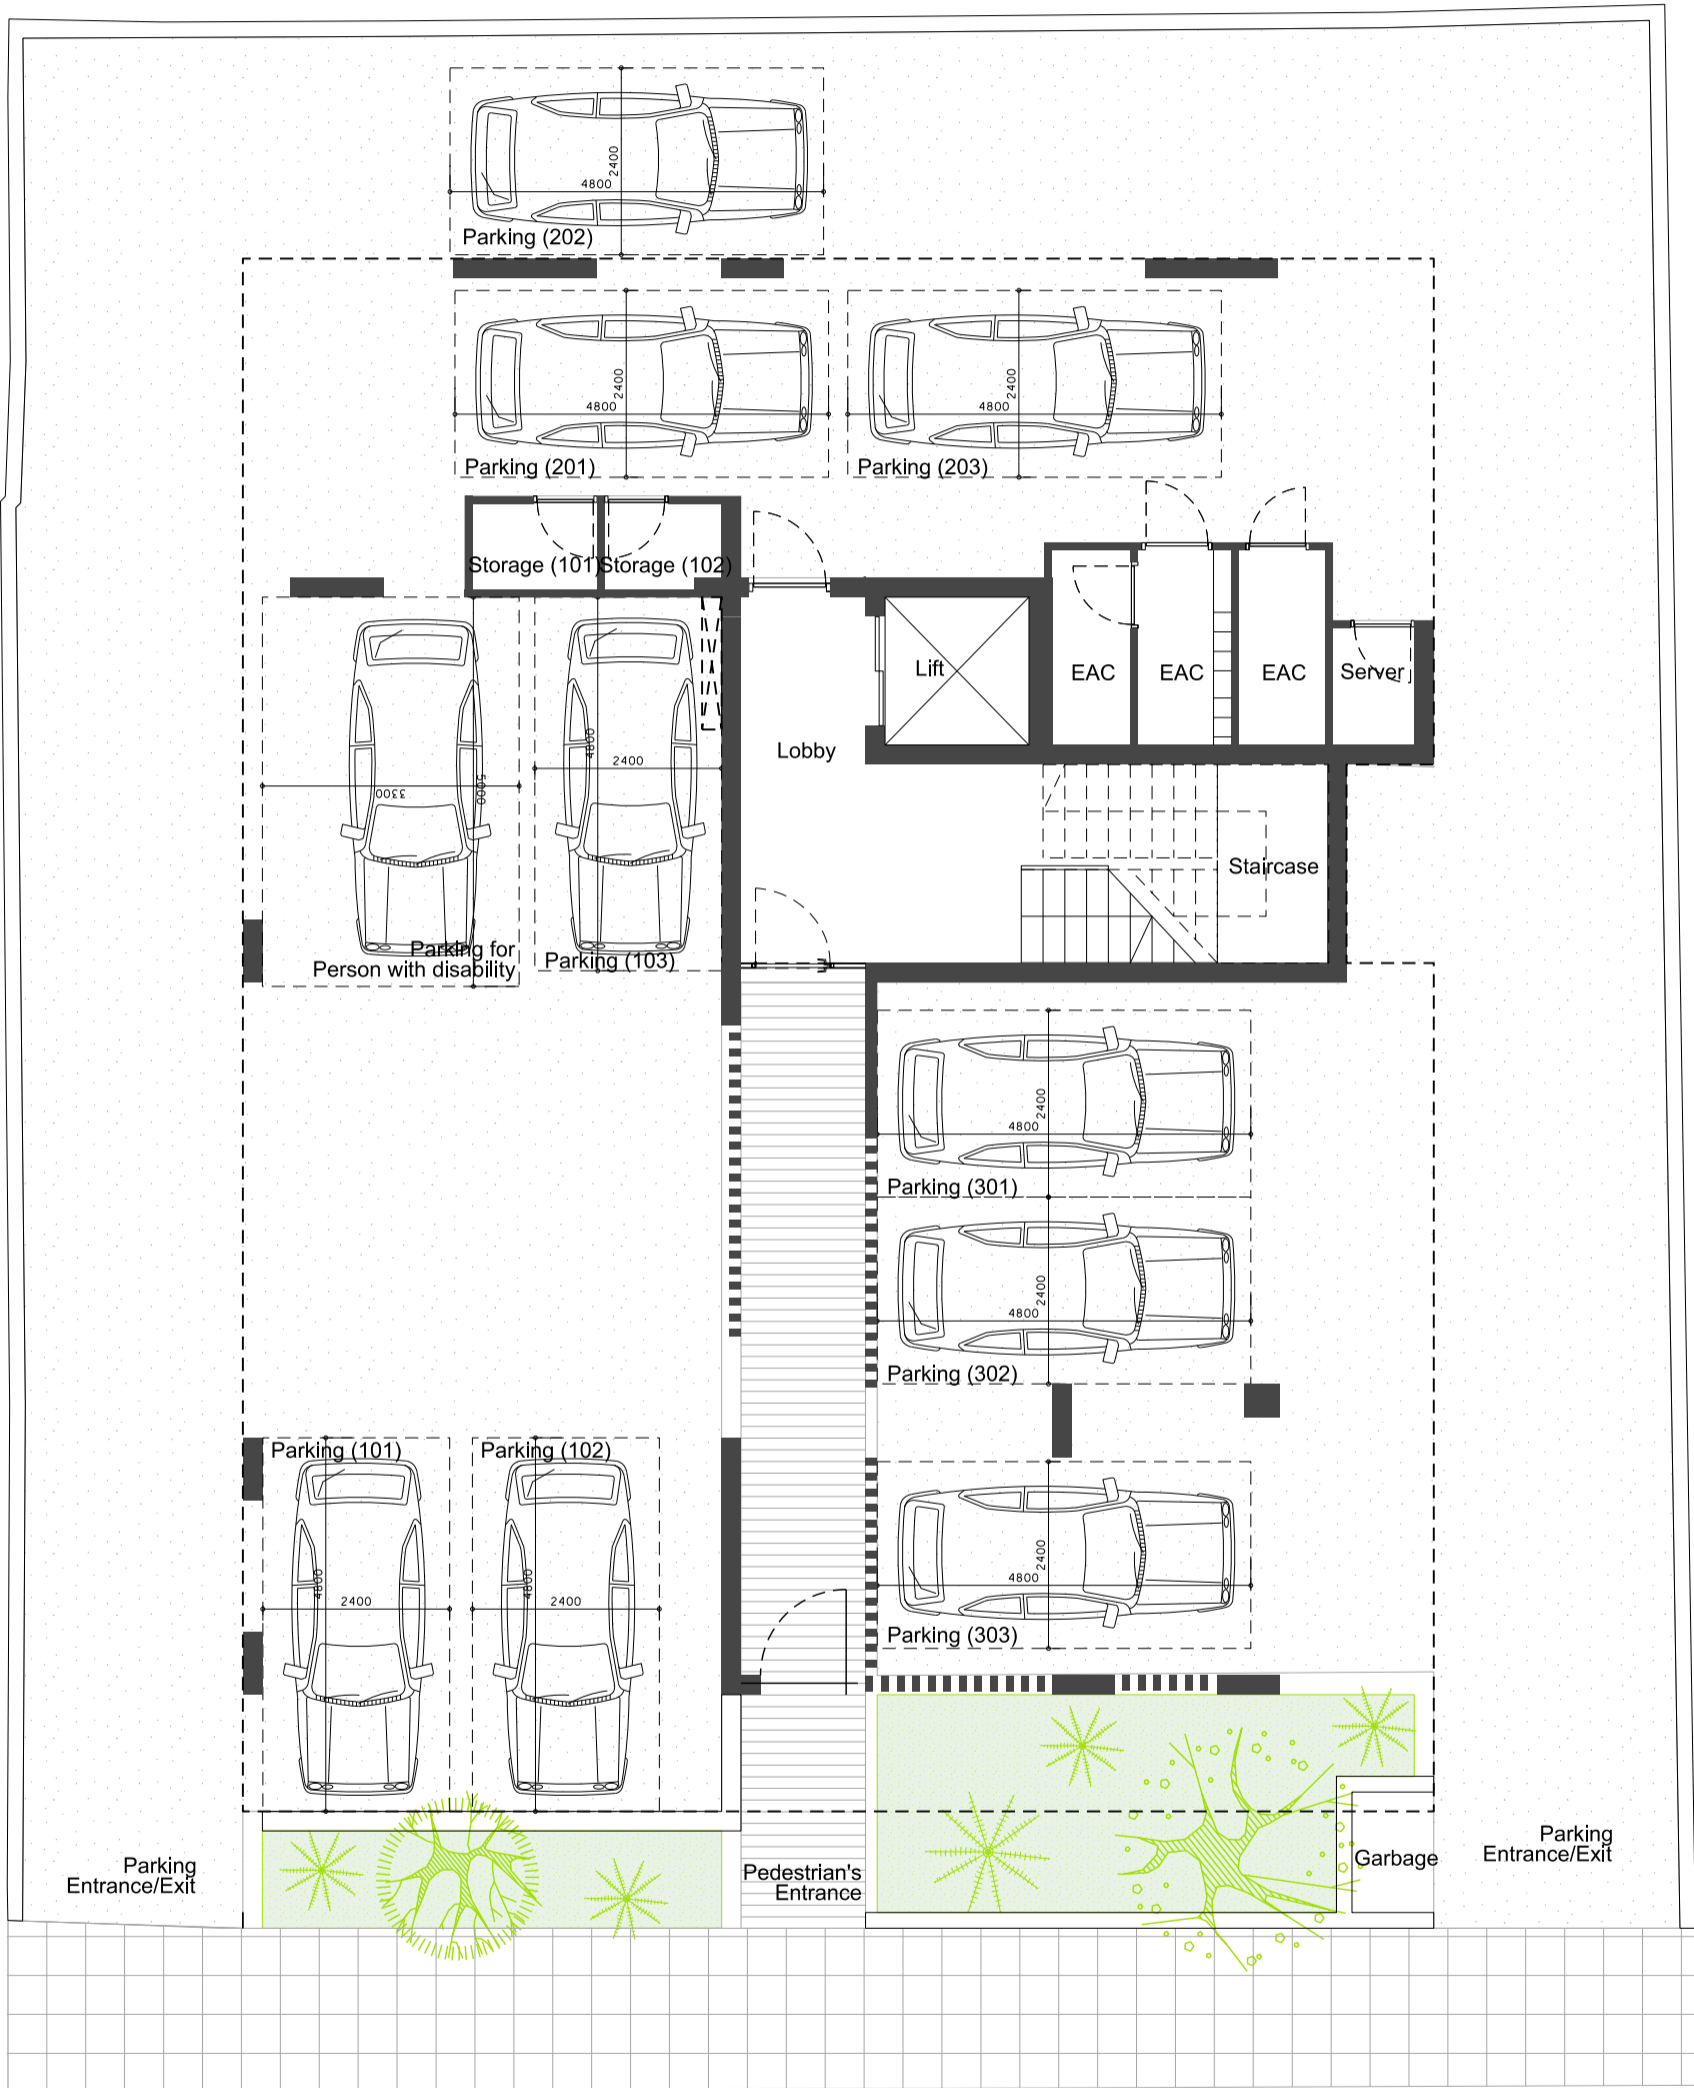 2400
4800
Parking (202)
2400
4800
Parking (201)
2400
4800
Parking (203)
Storage (101)
Storage (102)
Lift
EAC
EAC
EAC
Server
Lobby
4800
2400
3300
5000
Staircase
Parking for
Person with disability
Parking (103)
2400
4800
Parking (301)
2400
4800
Parking (302)
Parking (101)
Parking (102)
4800
2400
4800
2400
2400
4800
Parking (303)
Parking
Entrance/Exit
Pedestrian's
Entrance
Garbage
Parking
Entrance/Exit